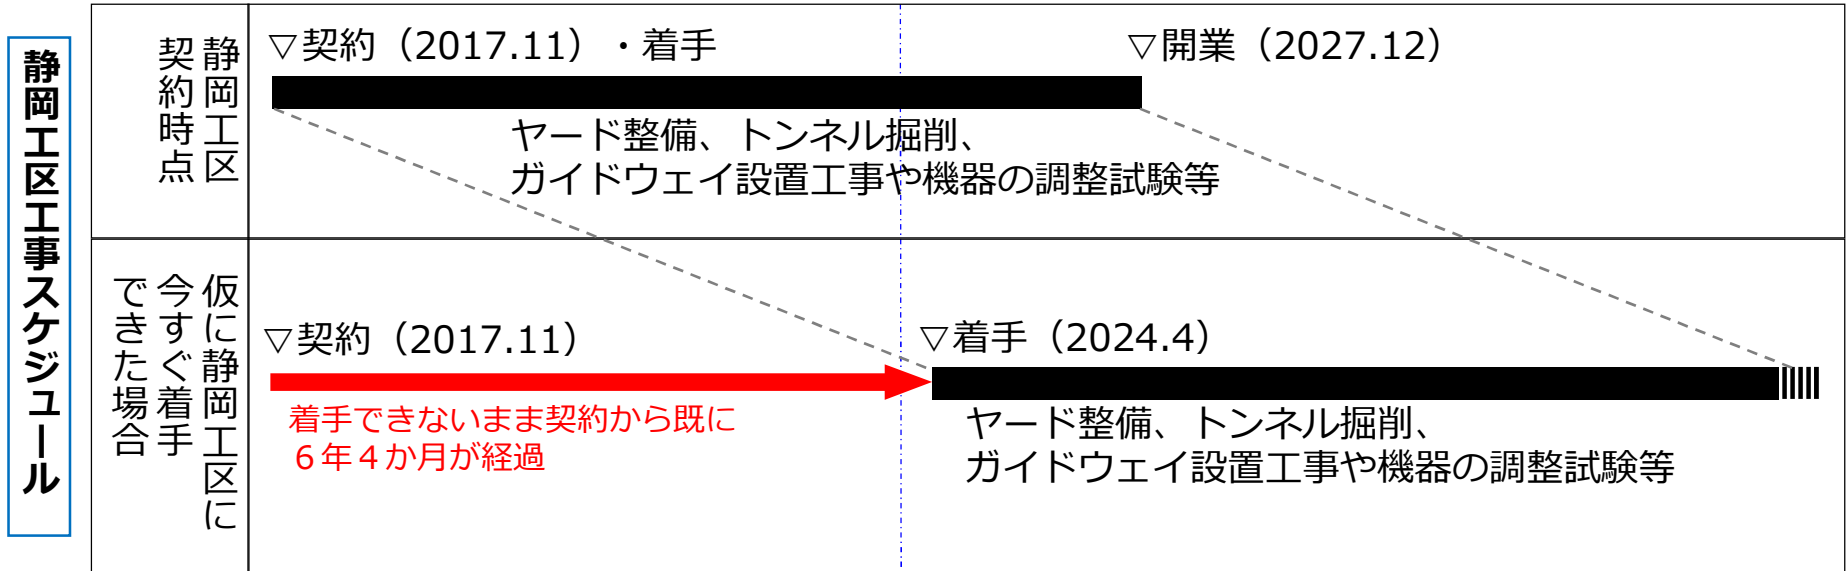 静岡工区工事スケジュール
静岡工区
契約時点
▽契約（2017.11）・着手
▽開業（2027.12）
ヤード整備、トンネル掘削、
ガイドウェイ設置工事や機器の調整試験等
仮に静岡工区に
今すぐ着手
できた場合
▽契約（2017.11）
▽着手（2024.4）
着手できないまま契約から既に
６年４か月が経過
ヤード整備、トンネル掘削、
ガイドウェイ設置工事や機器の調整試験等